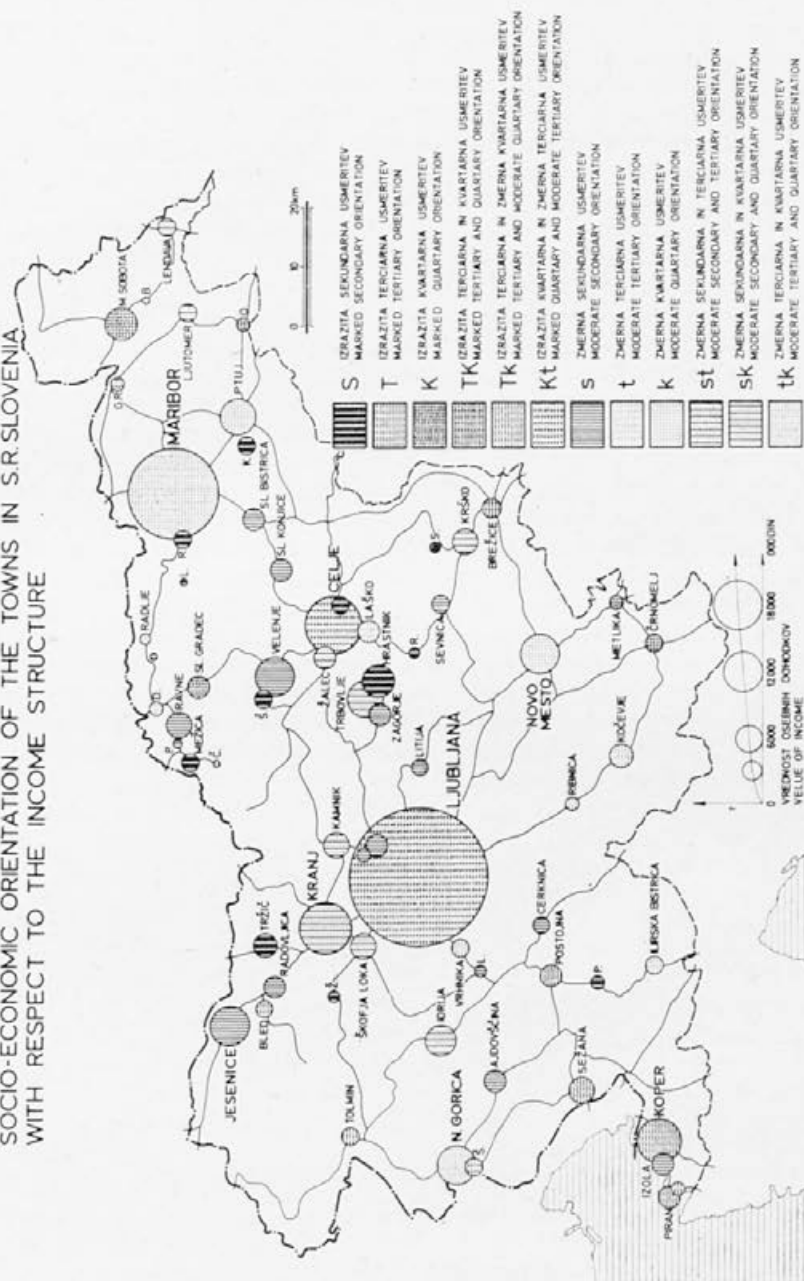 SOCIO-ECONOMIC ORIENTATION OF THE TOWNS IN S.R. SLOVENIA
WITH RESPECT TO THE INCOME STRUCTURE
M. SOBOTA
LENDAVA
LJUTOMER
MARIBOR
PTUJ
SL. BISTRICA
SL. KONJICE
RADLJE
SL. GRADEC
RAVNE
MEŽICA
VELENJE
CELJE
LAŠKO
ŽALEC
HRASTNIK
TRBOVLJE
ZAGORJE
LITIJA
SEVNICA
KRŠKO
BREŽICE
NOVO
MESTO
METLIKA
ČRNOMELJ
KOČEVJE
RIBNICA
LJUBLJANA
KAMNIK
KRANJ
TRŽIČ
RADOVLJICA
JESENICE
BLED
ŠKOFJA LOKA
VRHNIKA
CERKNICA
POSTOJNA
ILIRSKA BISTRICA
IDRIJA
AJDOVŠČINA
TOLMIN
N. GORICA
SEŽANA
KOPER
IZOLA
PIRAN
0 10 20km
S IZRAZITA SEKUNDARNA USMERITEV
MARKED SECONDARY ORIENTATION
T IZRAZITA TERCIARNA USMERITEV
MARKED TERTIARY ORIENTATION
K IZRAZITA KVARTARNA USMERITEV
MARKED QUARTARY ORIENTATION
TK IZRAZITA TERCIARNA IN KVARTARNA USMERITEV
MARKED TERTIARY AND QUARTARY ORIENTATION
Tk IZRAZITA TERCIARNA IN ZMERNA KVARTARNA USMERITEV
MARKED TERTIARY AND MODERATE QUARTARY ORIENTATION
Kt IZRAZITA KVARTARNA IN ZMERNA TERCIARNA USMERITEV
MARKED QUARTARY AND MODERATE TERTIARY ORIENTATION
s ZMERNA SEKUNDARNA USMERITEV
MODERATE SECONDARY ORIENTATION
t ZMERNA TERCIARNA USMERITEV
MODERATE TERTIARY ORIENTATION
k ZMERNA KVARTARNA USMERITEV
MODERATE QUARTARY ORIENTATION
st ZMERNA SEKUNDARNA IN TERCIARNA USMERITEV
MODERATE SECONDARY AND TERTIARY ORIENTATION
sk ZMERNA SEKUNDARNA IN KVARTARNA USMERITEV
MODERATE SECONDARY AND QUARTARY ORIENTATION
tk ZMERNA TERCIARNA IN KVARTARNA USMERITEV
MODERATE TERTIARY AND QUARTARY ORIENTATION
0 6000 12000 18000 000DIN
VREDNOST OSEBNIH DOHODKOV
VELUE OF INCOME